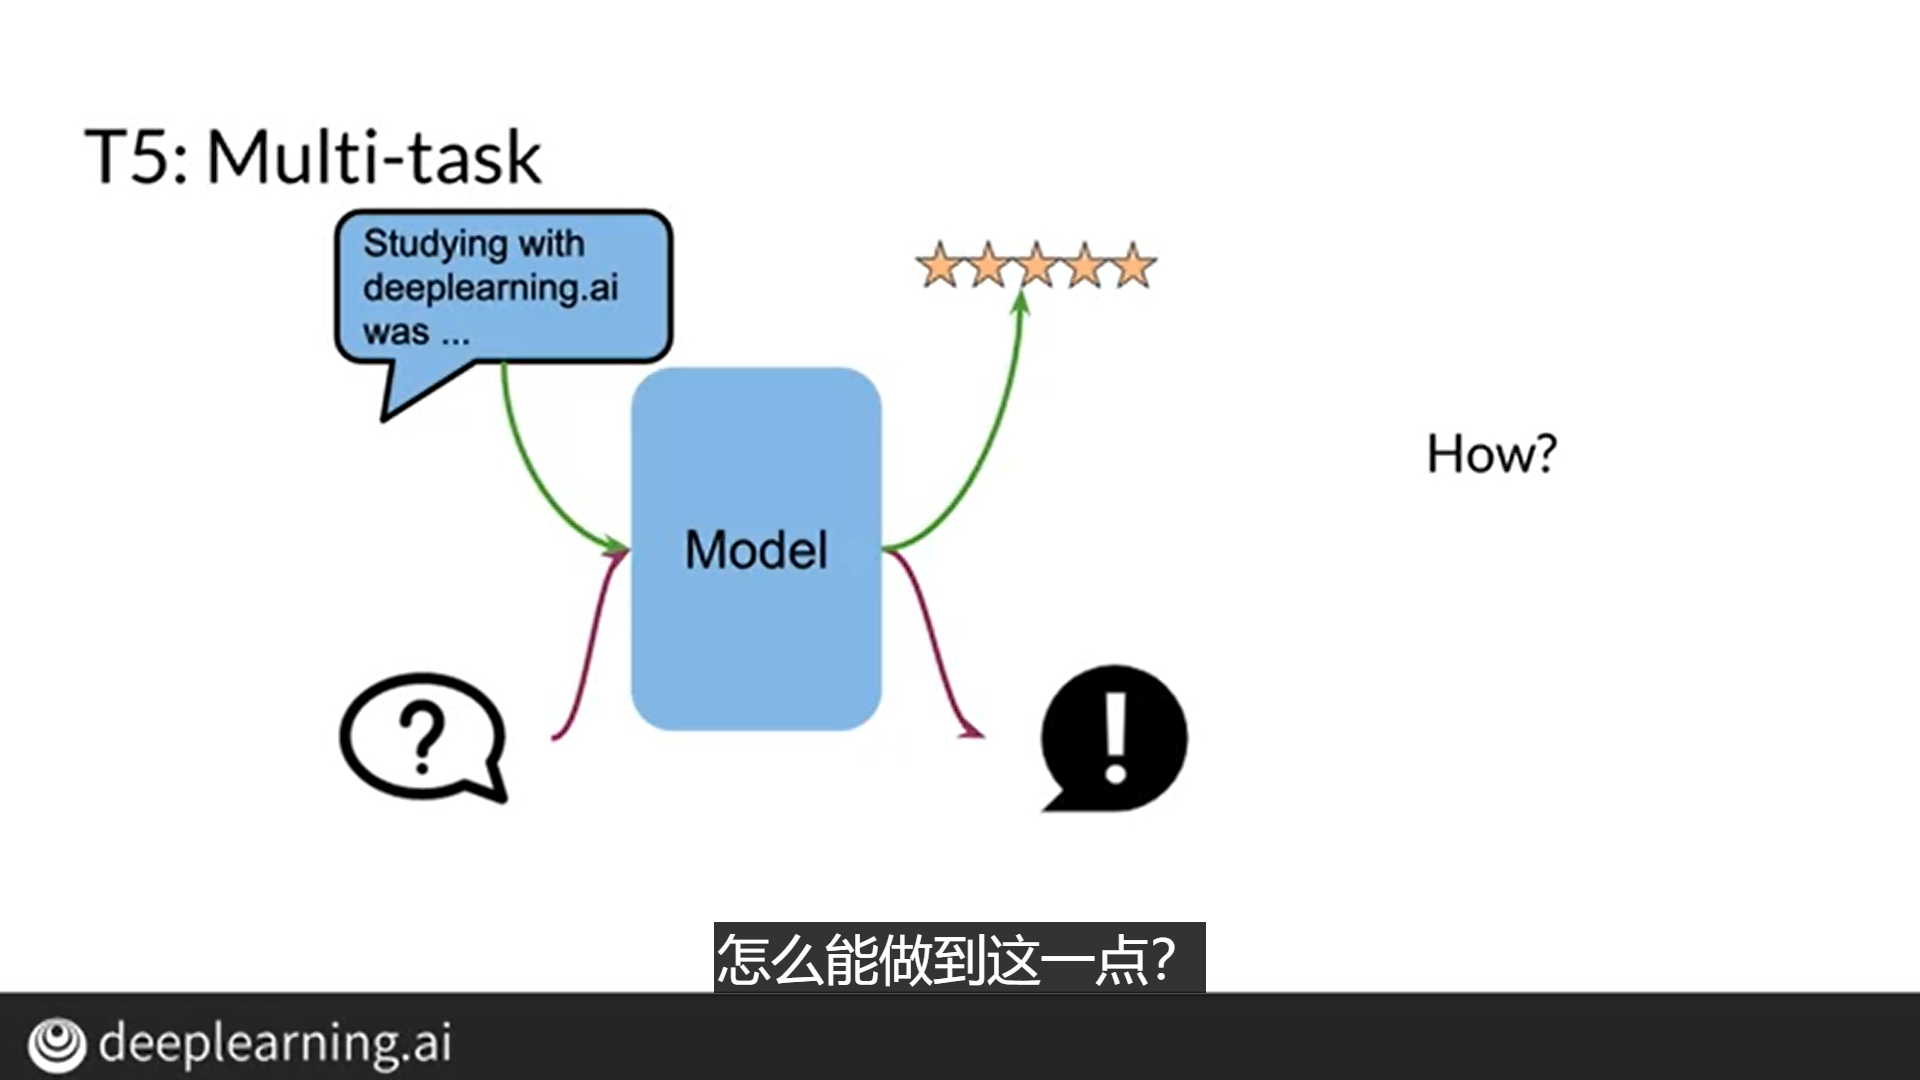 T5: Multi-task
Studying with
deeplearning.ai
was ...
Model
How?
?
!
怎么能做到这一点?
deeplearning.ai